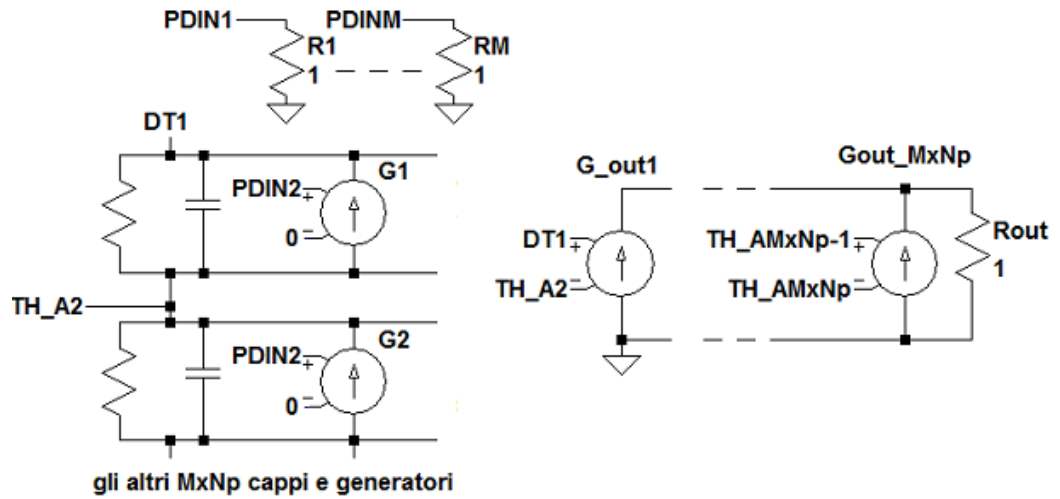 PDIN1
PDINM
R1
1
RM
1
DT1
G1
PDIN2
+
0
-
TH_A2
G2
PDIN2
+
0
-
gli altri MxNp cappi e generatori
G_out1
Gout_MxNp
DT1
+
TH_A2
-
TH_AMxNp-1
+
TH_AMxNp
-
Rout
1